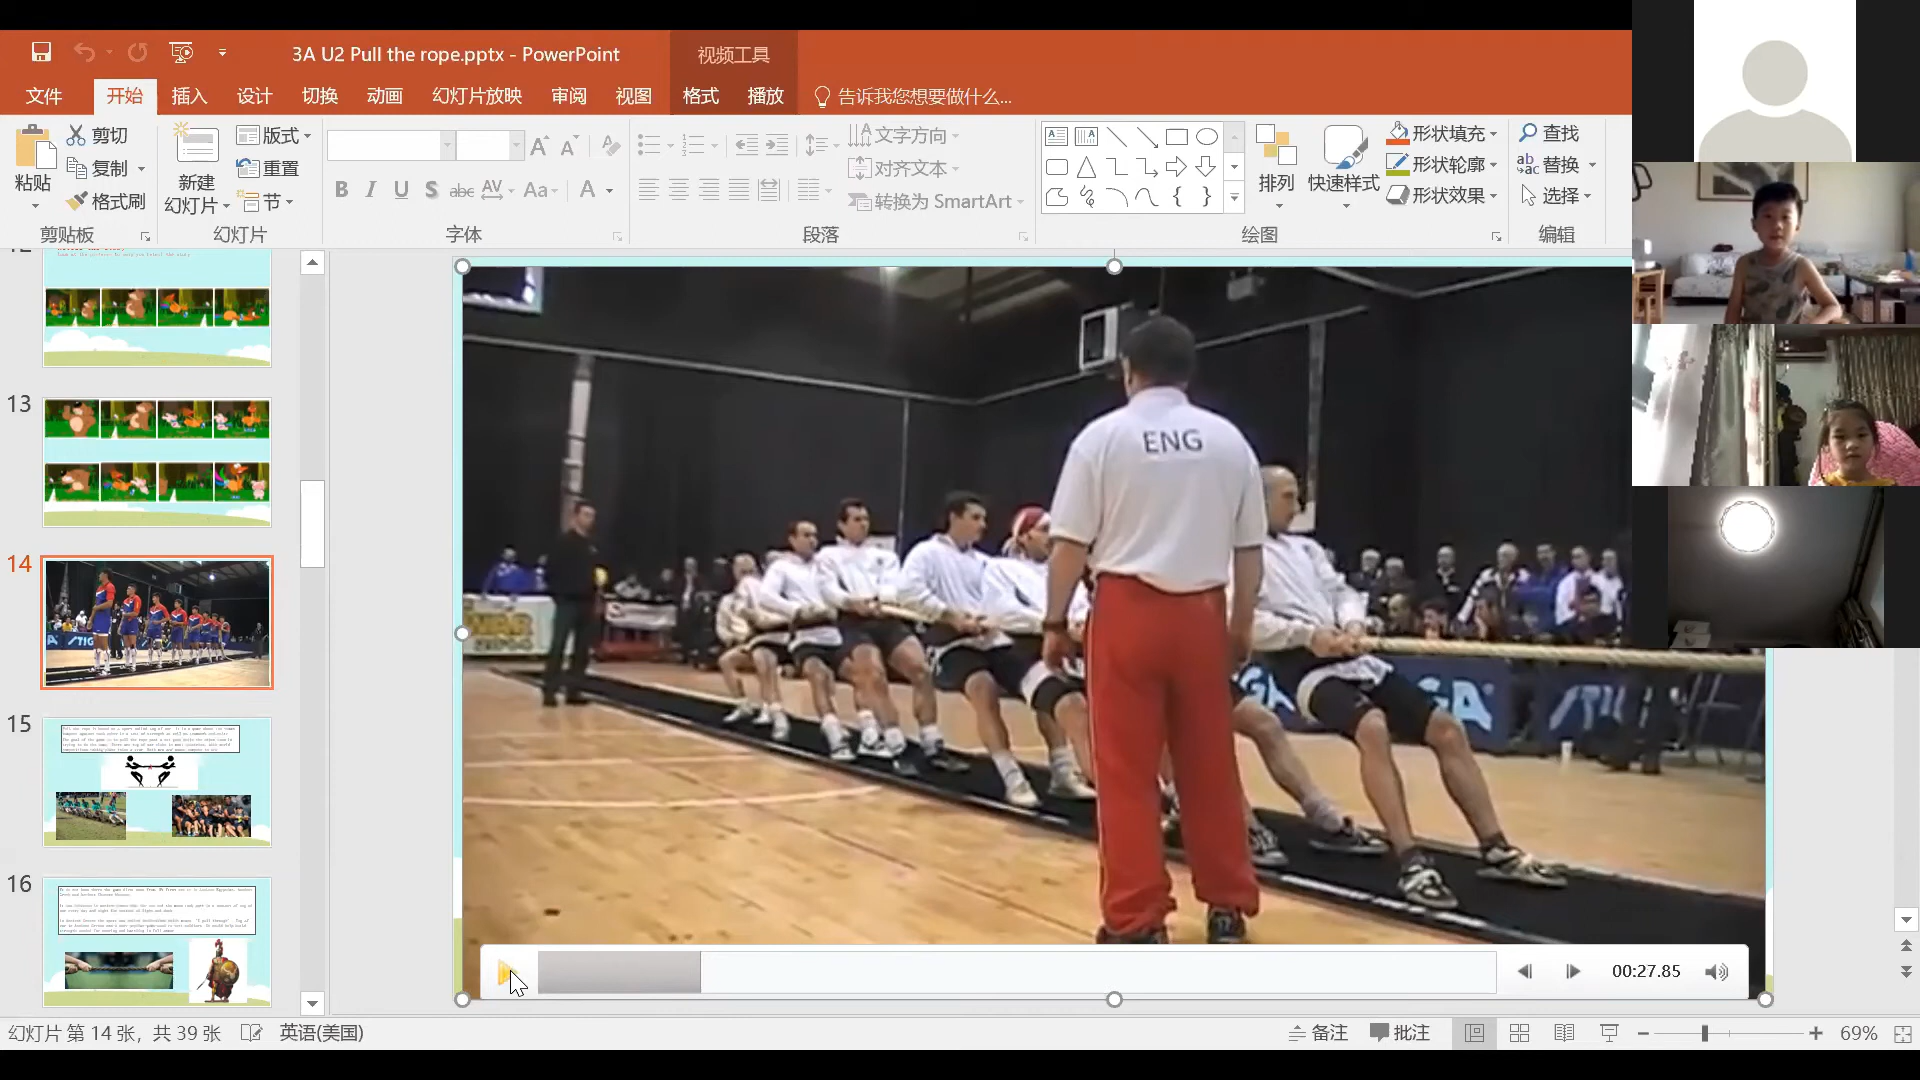 3A U2 Pull the rope.pptx - PowerPoint
视频工具
文件 开始 插入 设计 切换 动画 幻灯片放映 审阅 视图 格式 播放 告诉我您想要做什么...
粘贴
剪切
复制
格式刷
剪贴板
新建
幻灯片
版式
重置
节
幻灯片
B I U S abc AV Aa A
字体
文字方向
对齐文本
转换为 SmartArt
段落
排列
快速样式
形状填充
形状轮廓
形状效果
绘图
查找
替换
选择
编辑
13
14
15
16
ENG
00:27.85
幻灯片 第 14 张，共 39 张
英语(美国)
备注
批注
69%